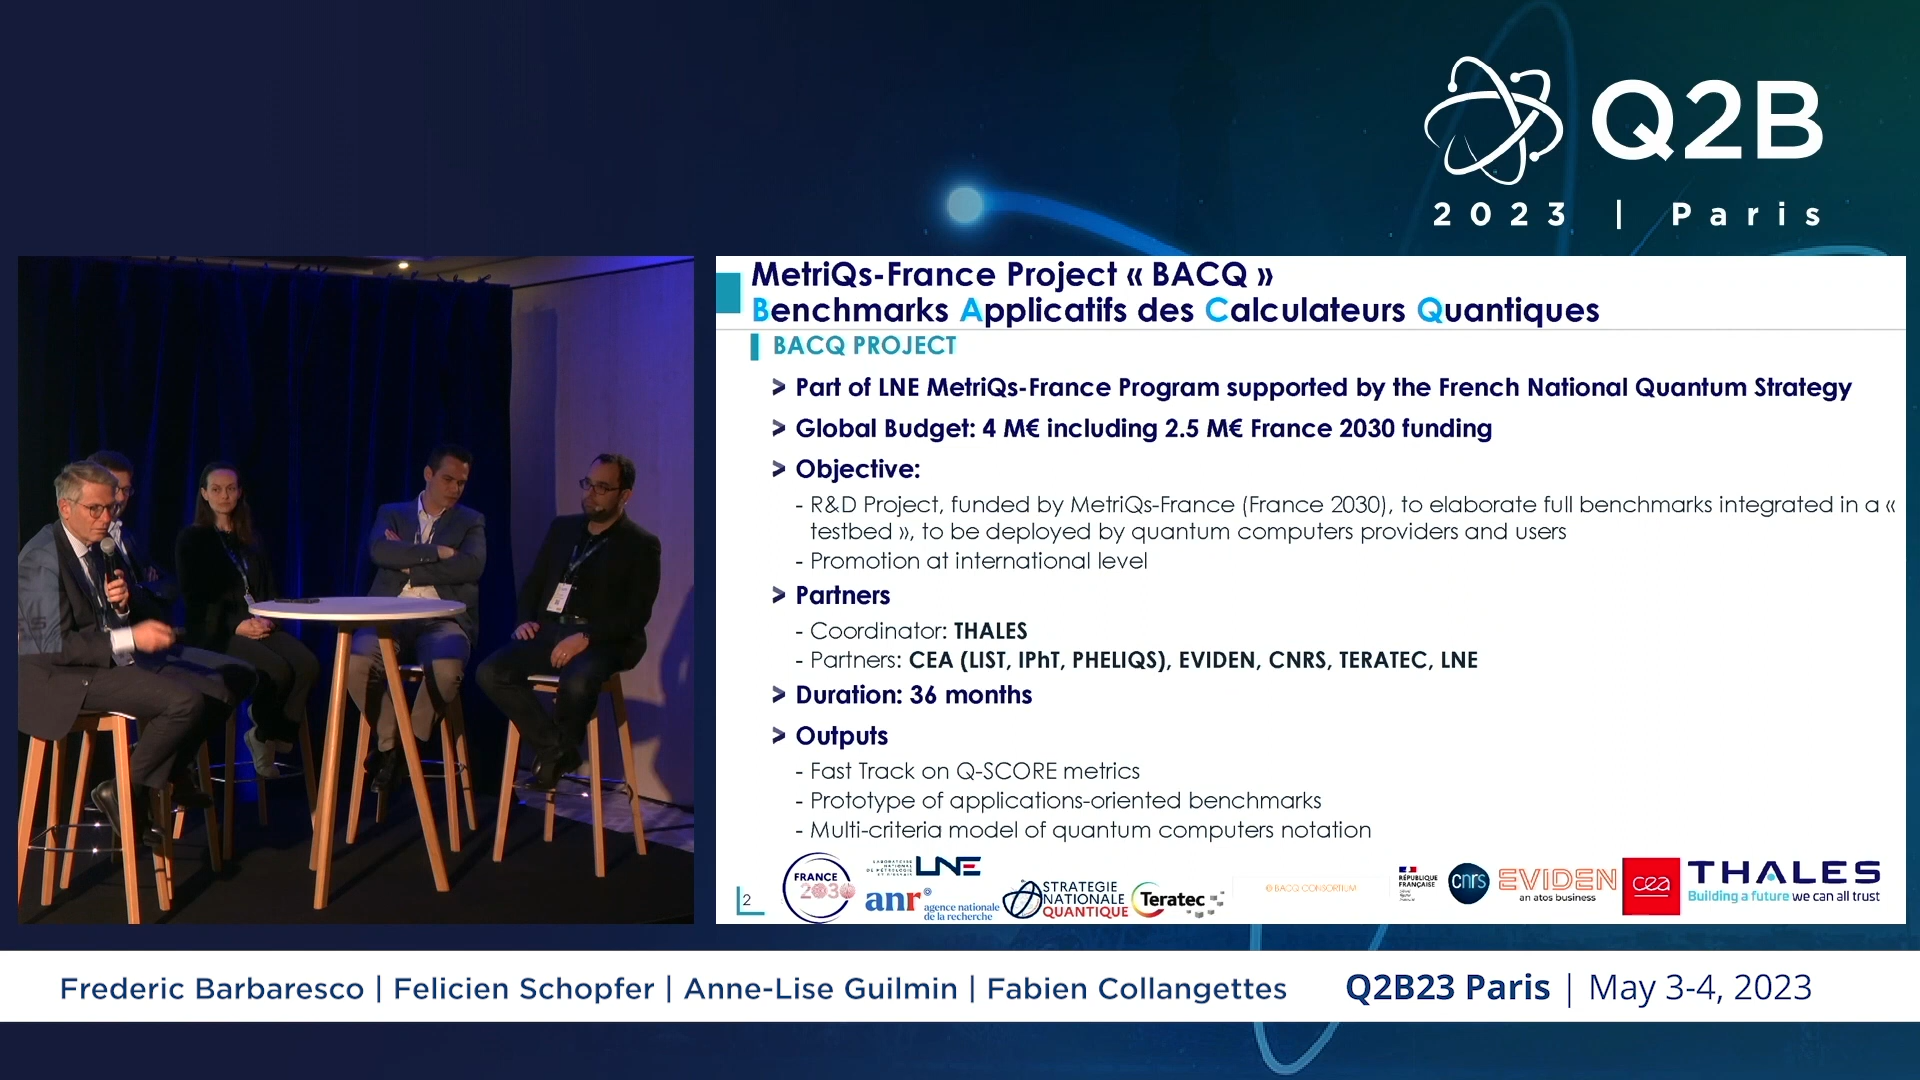 Q2B
2023 | Paris
MetriQs-France Project « BACQ »
Benchmarks Applicatifs des Calculateurs Quantiques
BACQ PROJECT
> Part of LNE MetriQs-France Program supported by the French National Quantum Strategy
> Global Budget: 4 M€ including 2.5 M€ France 2030 funding
> Objective:
- R&D Project, funded by MetriQs-France (France 2030), to elaborate full benchmarks integrated in a «
testbed », to be deployed by quantum computers providers and users
- Promotion at international level
> Partners
- Coordinator: THALES
- Partners: CEA (LIST, IPhT, PHELIQS), EVIDEN, CNRS, TERATEC, LNE
> Duration: 36 months
> Outputs
- Fast Track on Q-SCORE metrics
- Prototype of applications-oriented benchmarks
- Multi-criteria model of quantum computers notation
2
FRANCE
2030
LNE
anr
agence nationale
de la recherche
STRATEGIE
NATIONALE
QUANTIQUE
Teratec
© BACQ CONSORTIUM
RÉPUBLIQUE
FRANÇAISE
cnrs
EVIDEN
an atos business
cea
THALES
Building a future we can all trust
Frederic Barbaresco | Felicien Schopfer | Anne-Lise Guilmin | Fabien Collangettes
Q2B23 Paris | May 3-4, 2023